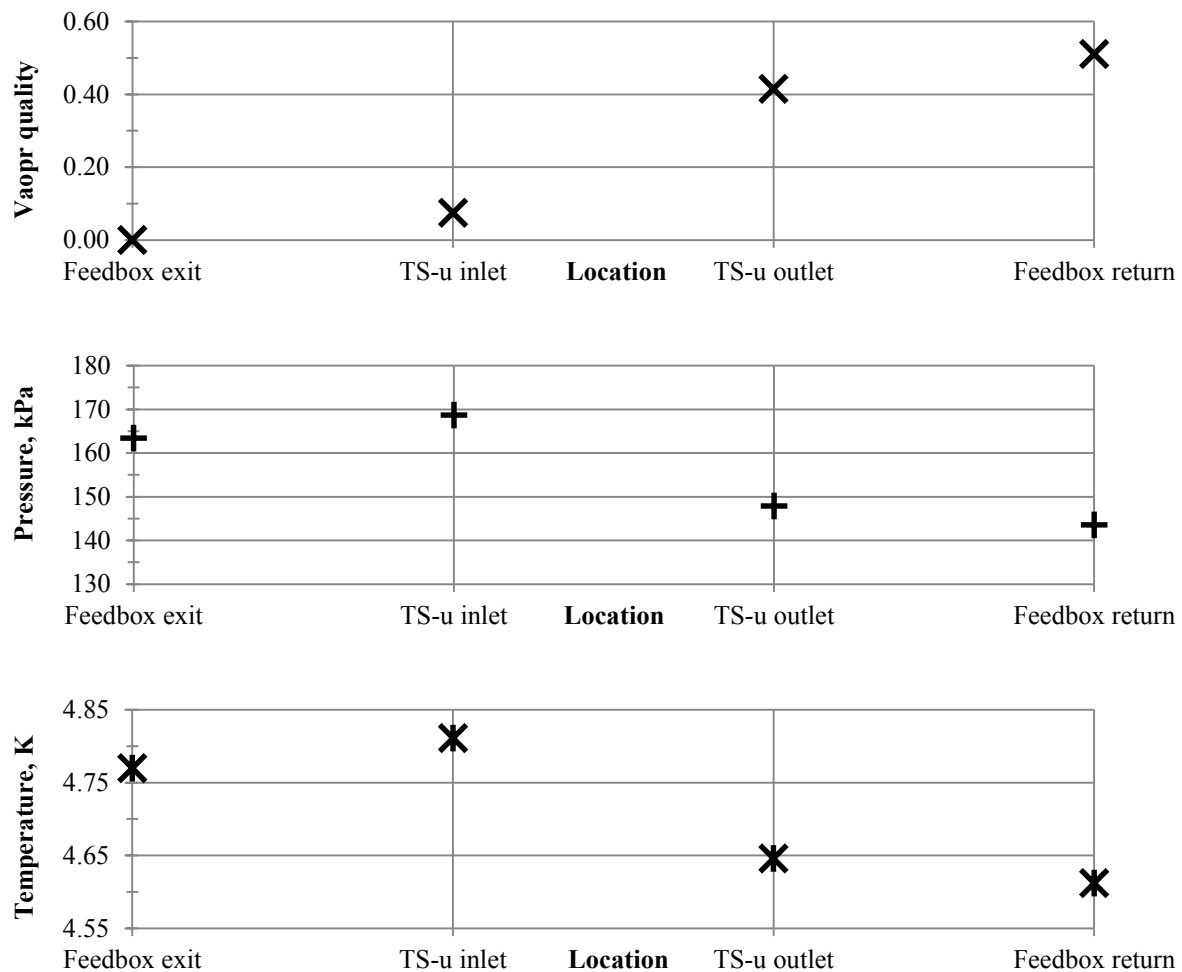 Vaopr quality
0.60
0.40
0.20
0.00
Feedbox exit TS-u inlet Location TS-u outlet Feedbox return
Pressure, kPa
180
170
160
150
140
130
Feedbox exit TS-u inlet Location TS-u outlet Feedbox return
Temperature, K
4.85
4.75
4.65
4.55
Feedbox exit TS-u inlet Location TS-u outlet Feedbox return